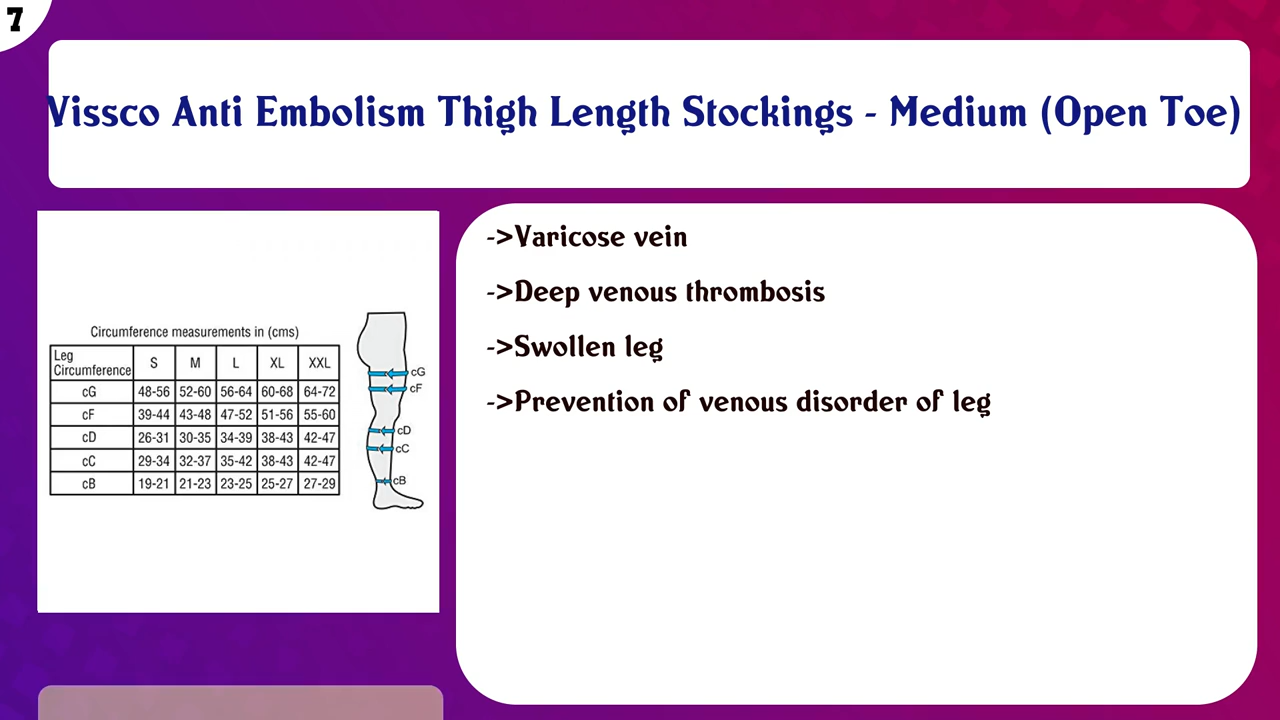 7
Vissco Anti Embolism Thigh Length Stockings - Medium (Open Toe)
Circumference measurements in (cms)
Leg Circumference S M L XL XXL
cG 48-56 52-60 56-64 60-68 64-72
cF 39-44 43-48 47-52 51-56 55-60
cD 26-31 30-35 34-39 38-43 42-47
cC 29-34 32-37 35-42 38-43 42-47
cB 19-21 21-23 23-25 25-27 27-29
cG
cF
cD
cC
cB
->Varicose vein
->Deep venous thrombosis
->Swollen leg
->Prevention of venous disorder of leg